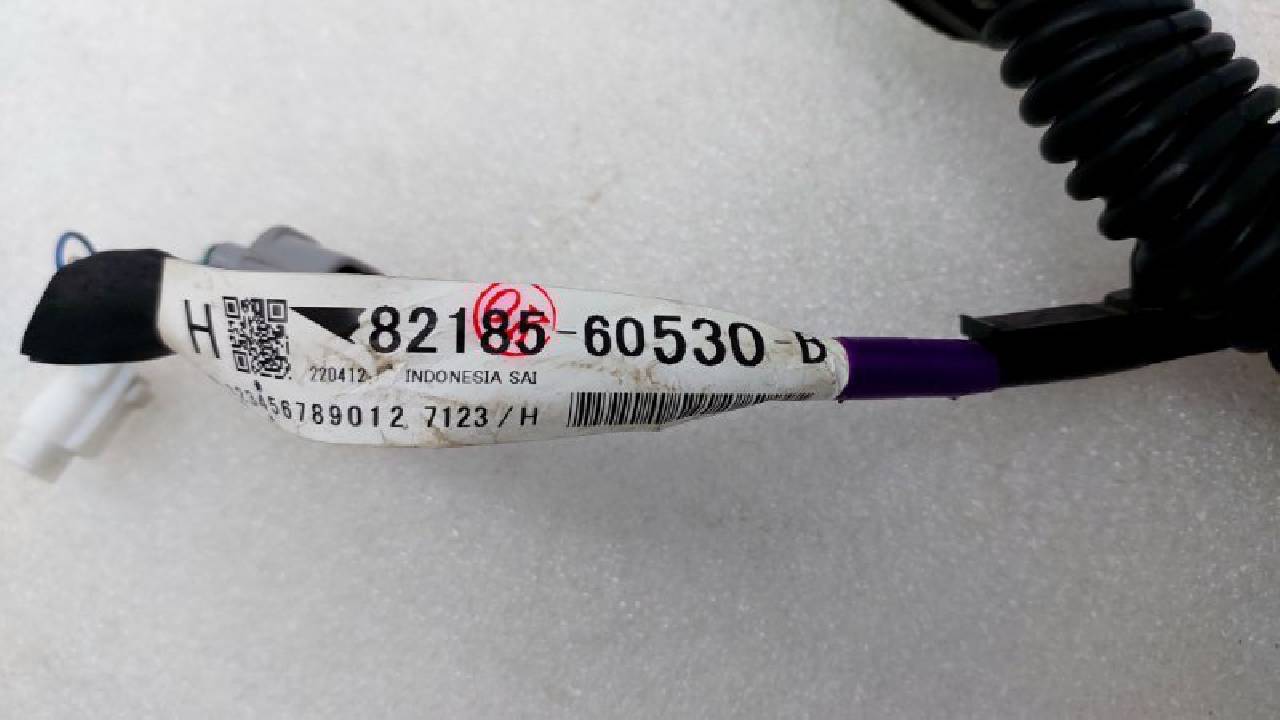 H 82185-60530-B
220412 INDONESIA SAI
3456789012 7123/H